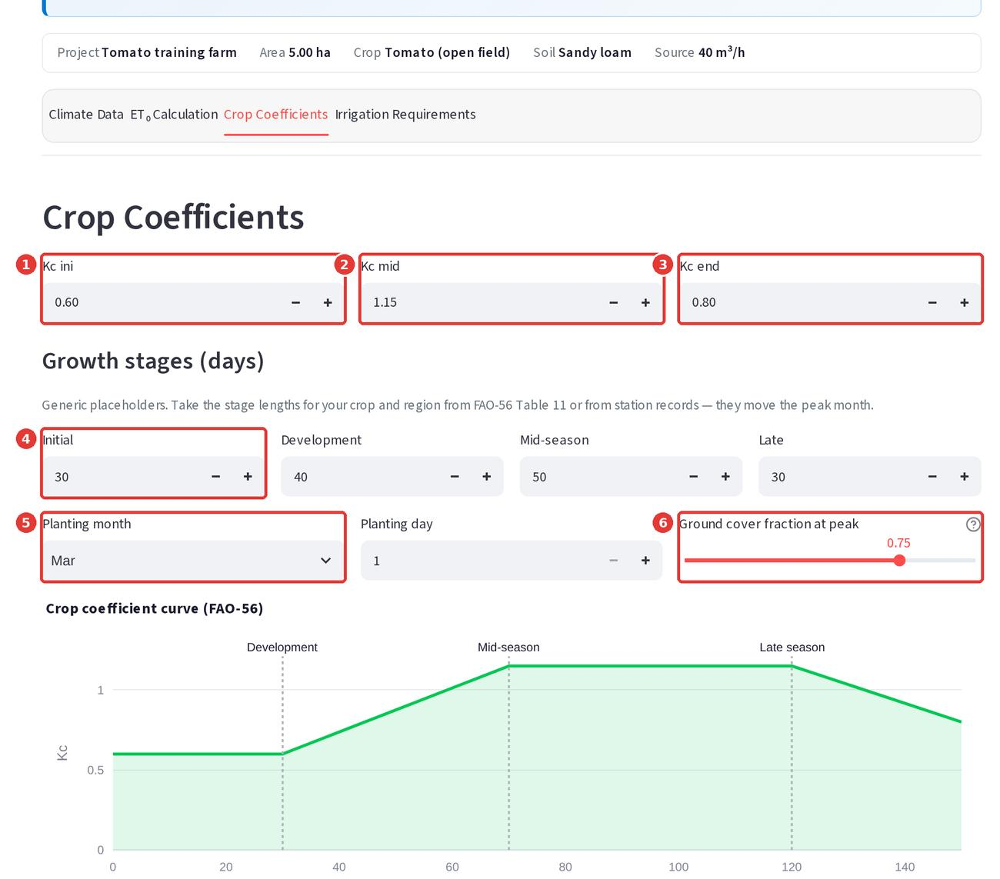 Project Tomato training farm Area 5.00 ha Crop Tomato (open field) Soil Sandy loam Source 40 m³/h
Climate Data ET₀ Calculation Crop Coefficients Irrigation Requirements
Crop Coefficients
1 Kc ini 2 Kc mid 3 Kc end
0.60 − + 1.15 − + 0.80 − +
Growth stages (days)
Generic placeholders. Take the stage lengths for your crop and region from FAO-56 Table 11 or from station records — they move the peak month.
4 Initial Development Mid-season Late
30 − + 40 − + 50 − + 30 − +
5 Planting month Planting day 6 Ground cover fraction at peak ?
0.75
Mar 1 − +
Crop coefficient curve (FAO-56)
Development Mid-season Late season
1
Kc
0.5
0
0 20 40 60 80 100 120 140